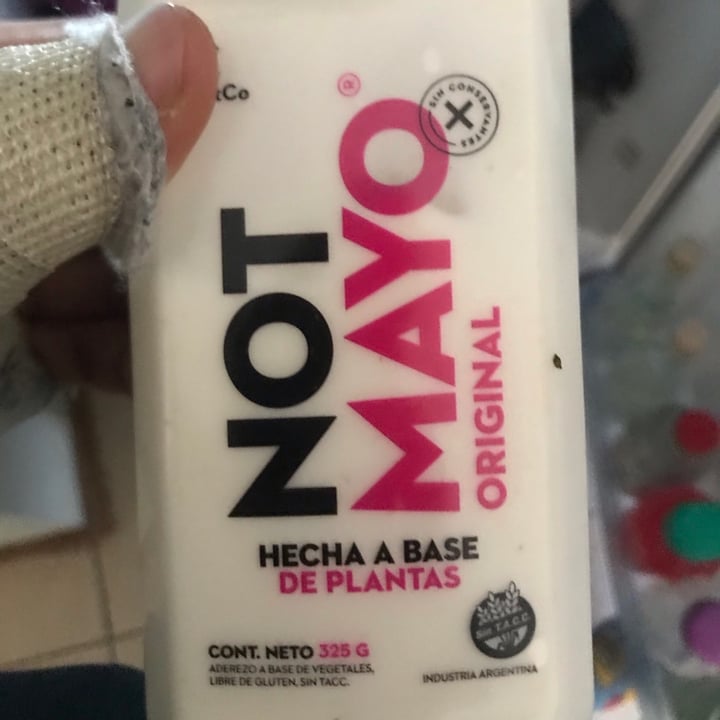 Co
SIN CONSERVANTES
NOT
MAYO®
ORIGINAL
HECHA A BASE
DE PLANTAS
Sin T.A.C.C.
CONT. NETO 325 G
ADEREZO A BASE DE VEGETALES,
LIBRE DE GLUTEN, SIN TACC.
INDUSTRIA ARGENTINA